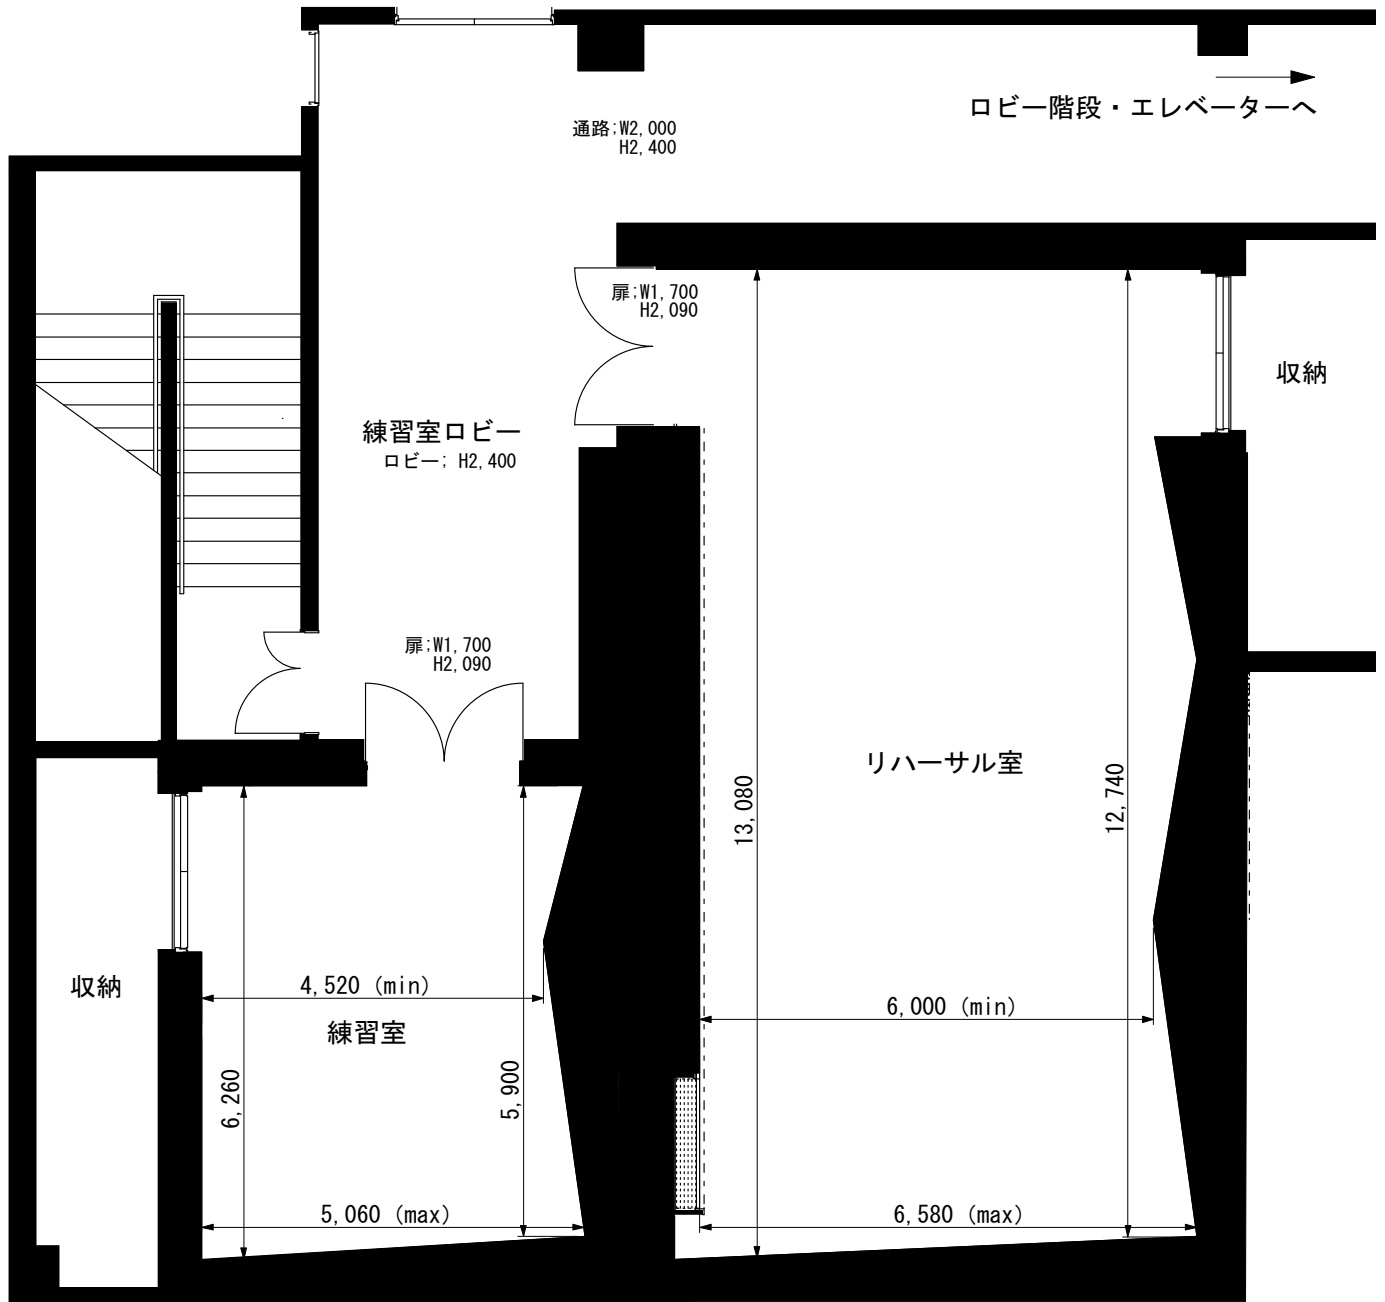 ロビー階段・エレベーターへ
通路;W2,000
H2,400
扉;W1,700
H2,090
収納
練習室ロビー
ロビー; H2,400
扉;W1,700
H2,090
リハーサル室
13,080
12,740
収納
4,520 (min)
練習室
6,000 (min)
6,260
5,900
5,060 (max)
6,580 (max)